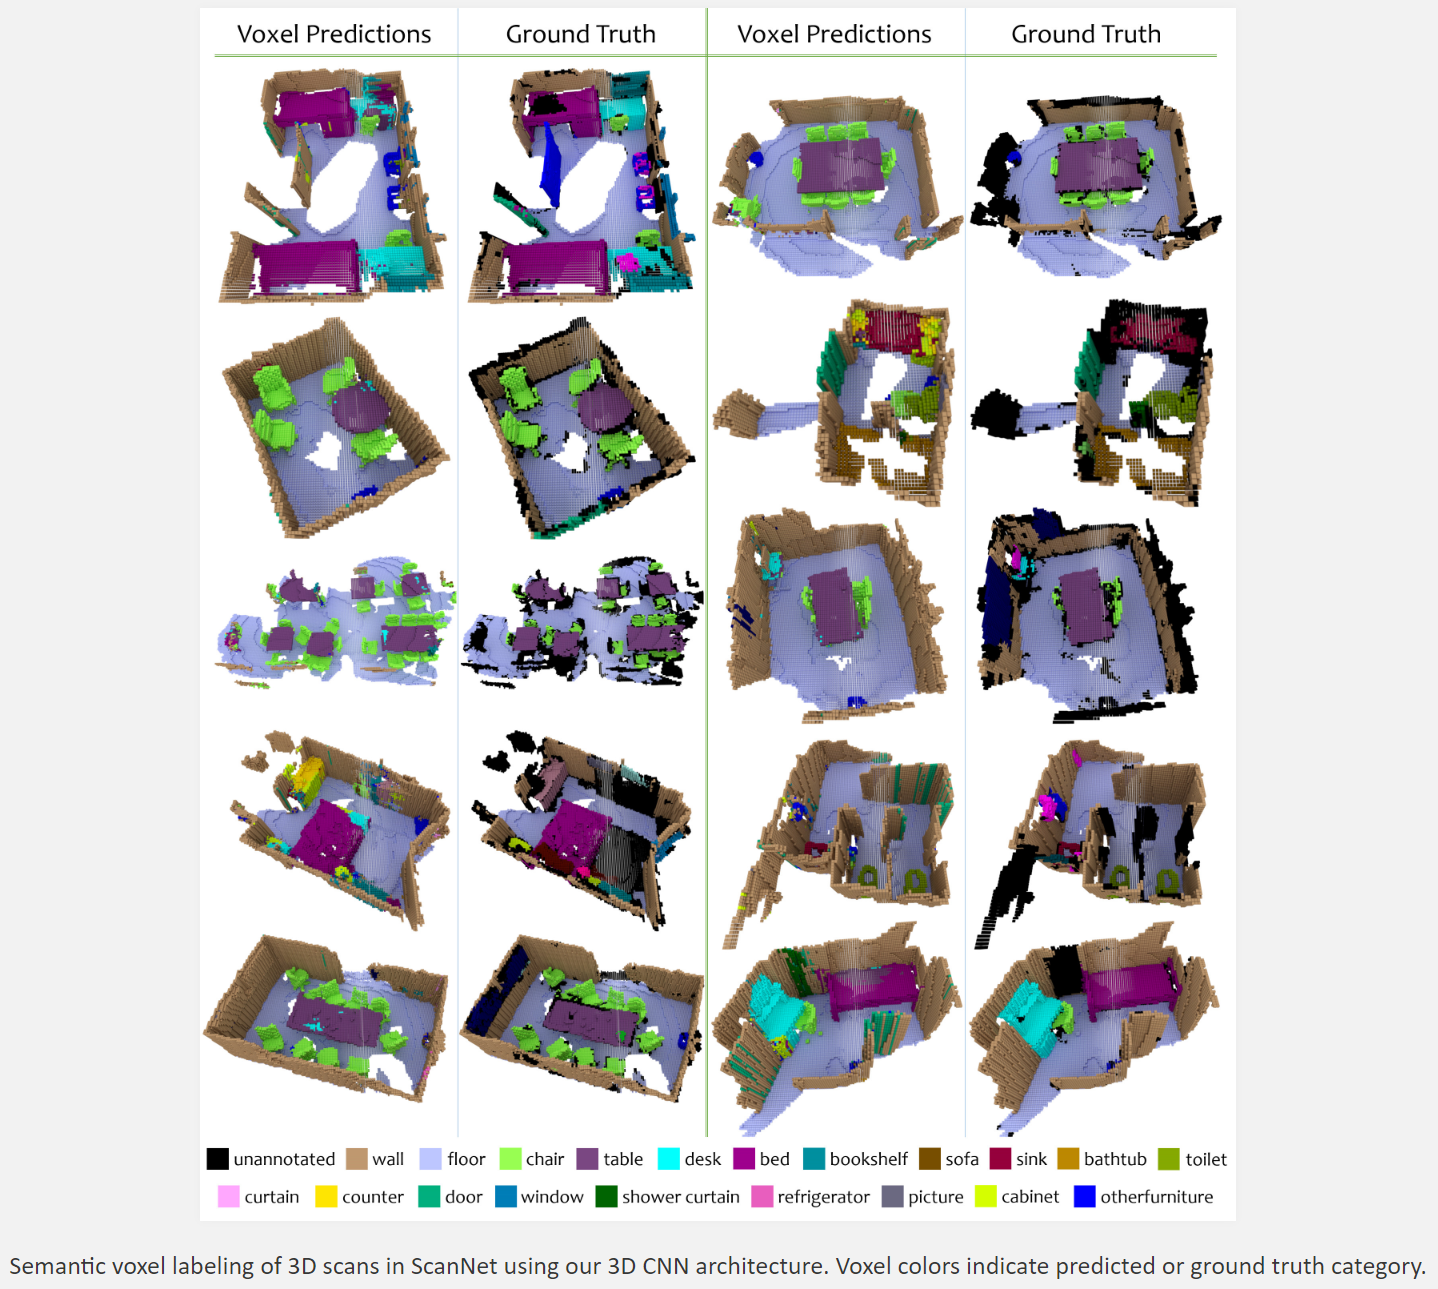 Voxel Predictions Ground Truth Voxel Predictions Ground Truth
unannotated wall floor chair table desk bed bookshelf sofa sink bathtub toilet
curtain counter door window shower curtain refrigerator picture cabinet otherfurniture
Semantic voxel labeling of 3D scans in ScanNet using our 3D CNN architecture. Voxel colors indicate predicted or ground truth category.